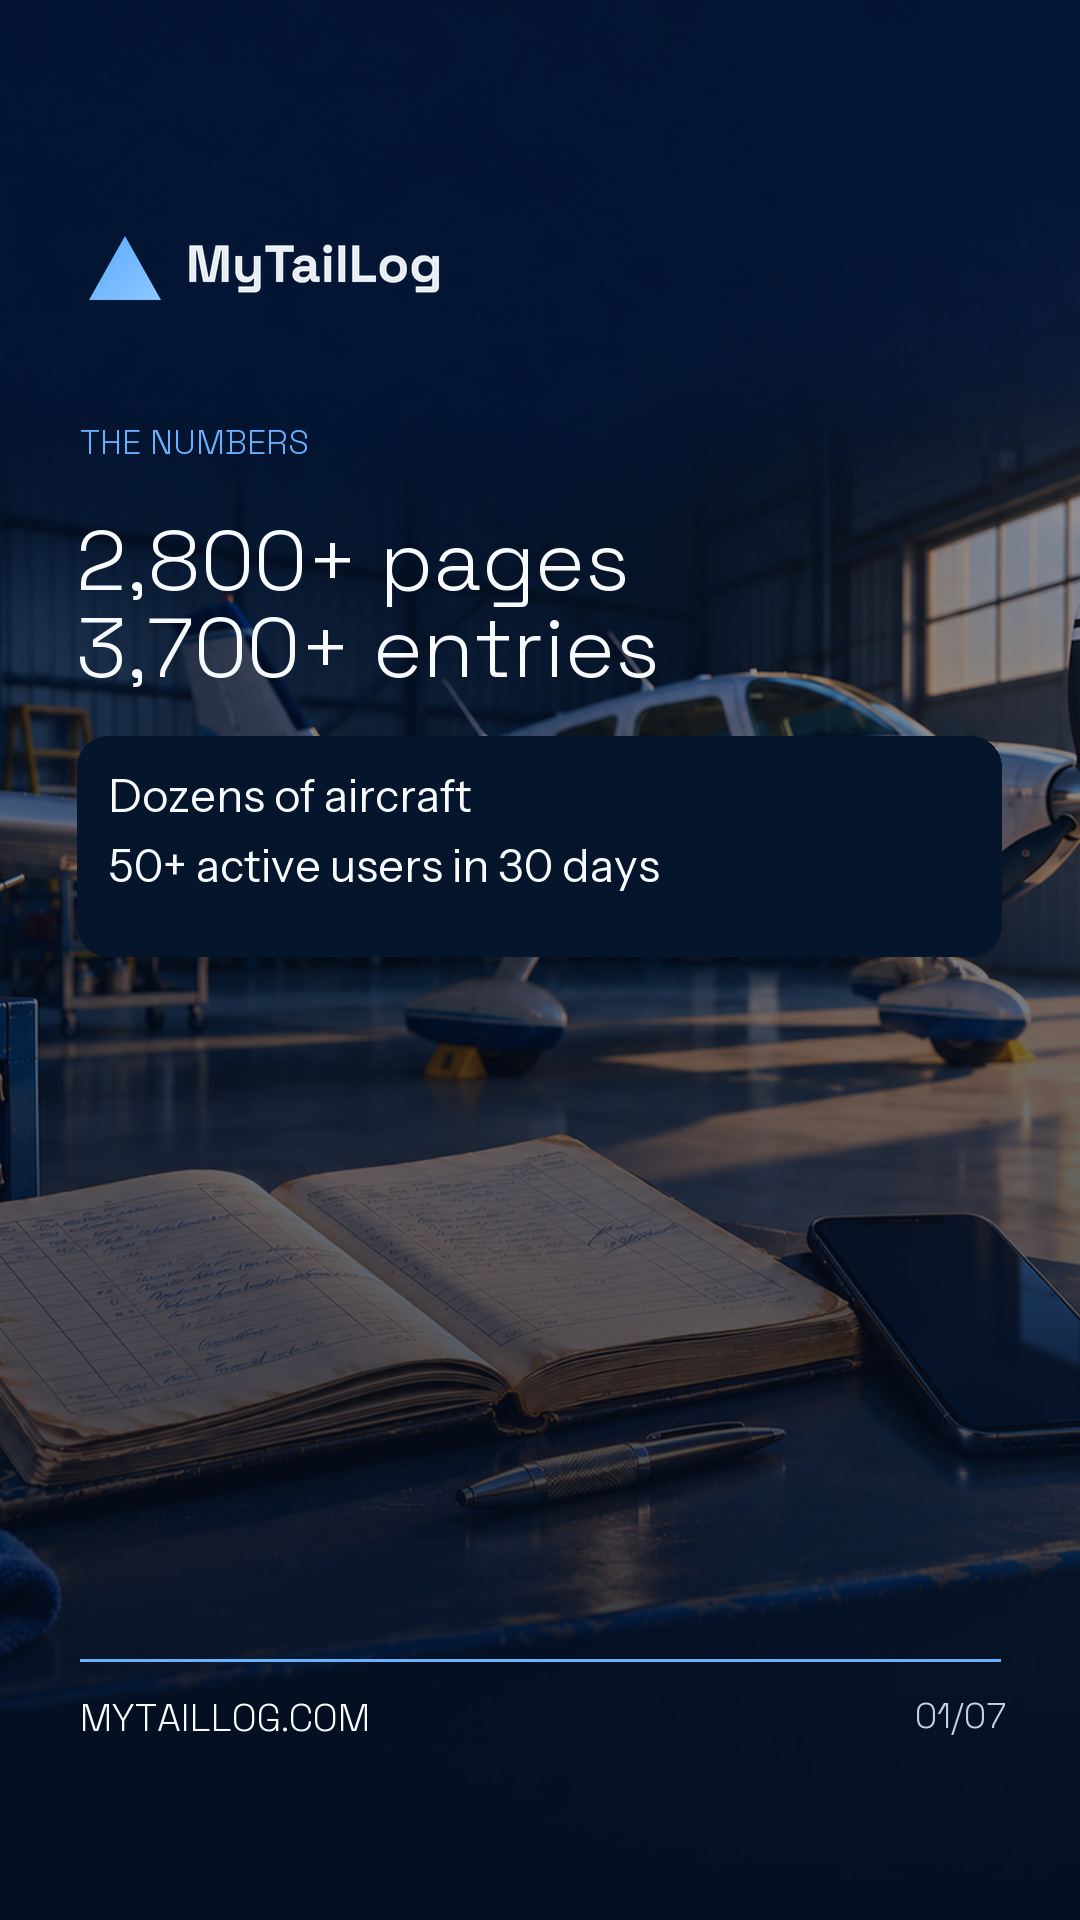 MyTailLog
THE NUMBERS
2,800+ pages
3,700+ entries
Dozens of aircraft
50+ active users in 30 days
MYTAILLOG.COM
01/07